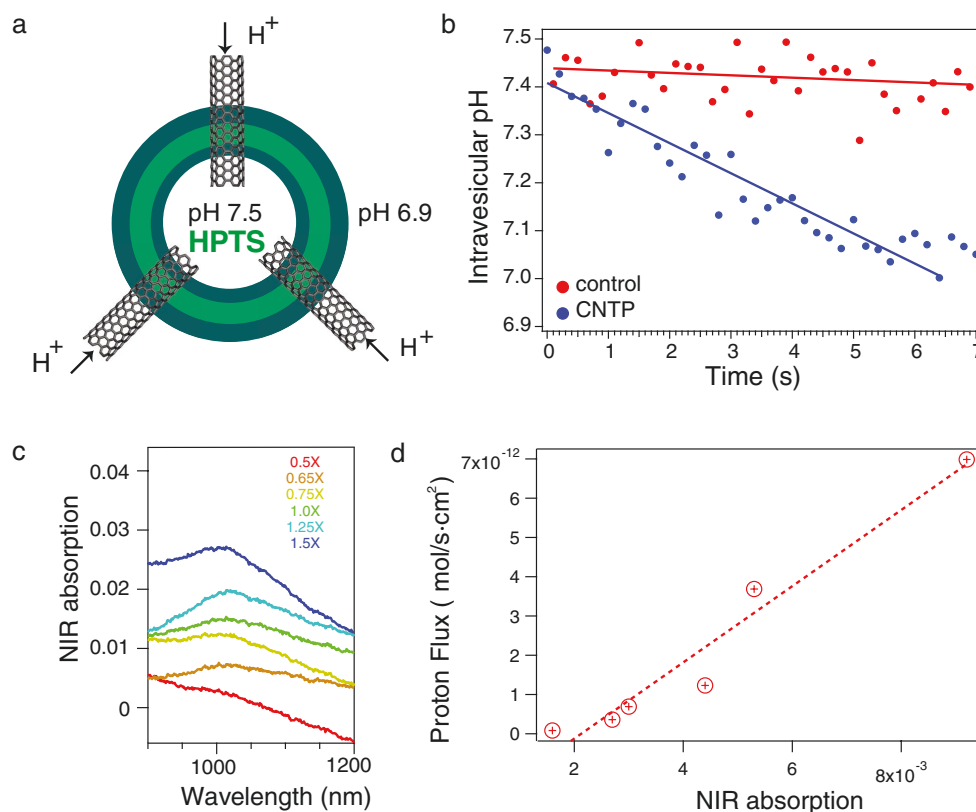 a
H+
pH 7.5
HPTS
pH 6.9
H+
H+
b
Intravesicular pH
7.5
7.4
7.3
7.2
7.1
7.0
6.9
control
CNTP
0 1 2 3 4 5 6 7
Time (s)
c
NIR absorption
0.04
0.03
0.02
0.01
0
0.5X
0.65X
0.75X
1.0X
1.25X
1.5X
1000 1200
Wavelength (nm)
d
Proton Flux ( mol/s·cm²)
7x10⁻¹²
6
5
4
3
2
1
0
2 4 6 8x10⁻³
NIR absorption